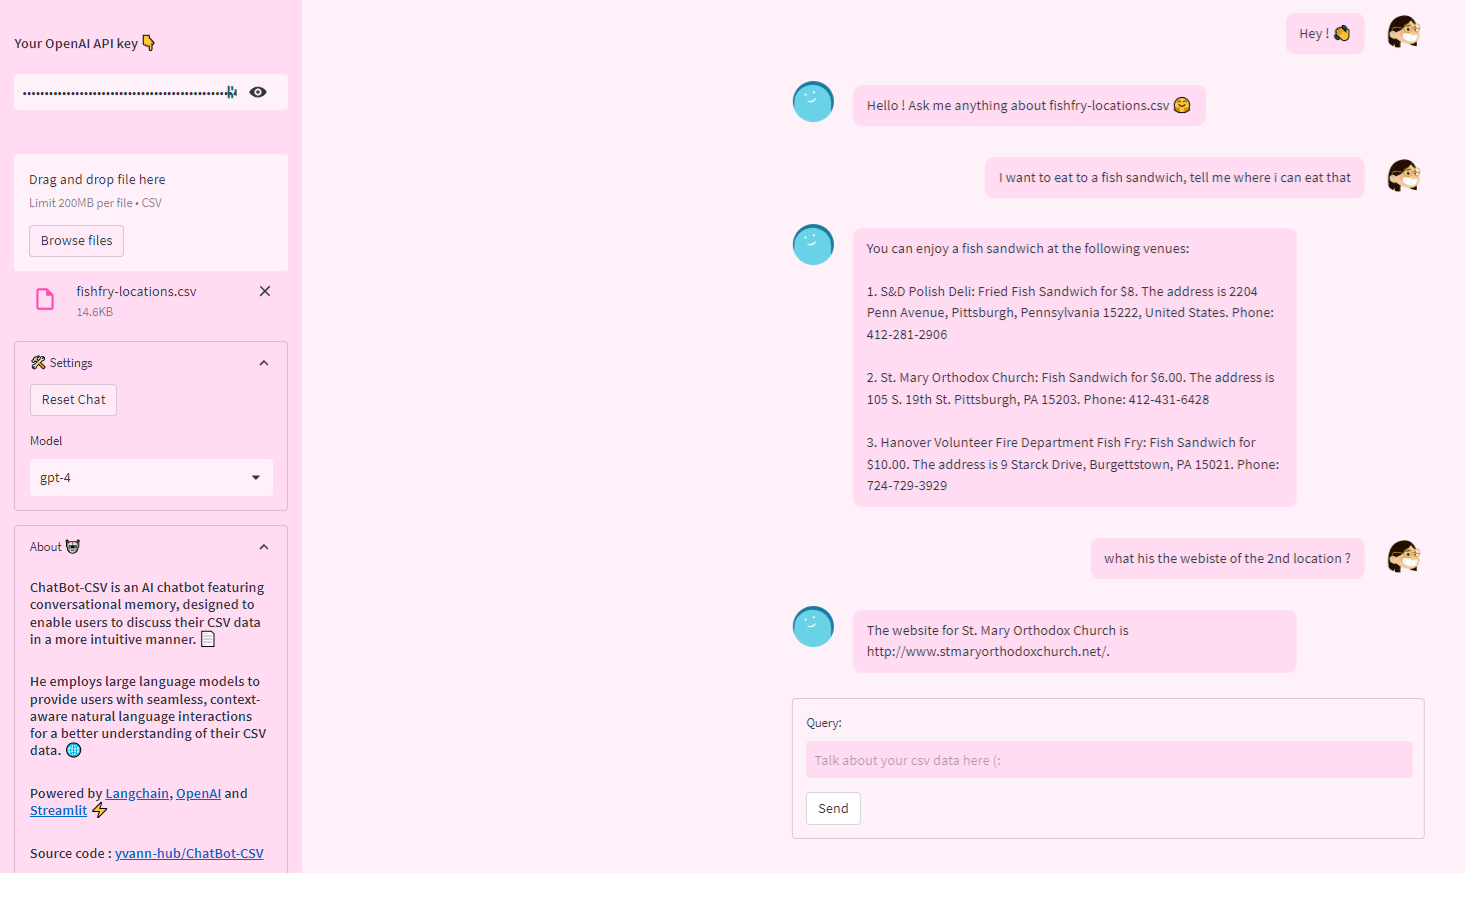 Your OpenAI API key 👇
••••••••••••••••••••••••••••••••••••••••••••••••
Drag and drop file here
Limit 200MB per file • CSV
Browse files
fishfry-locations.csv
14.6KB
🛠️ Settings
Reset Chat
Model
gpt-4
About
ChatBot-CSV is an AI chatbot featuring
conversational memory, designed to
enable users to discuss their CSV data
in a more intuitive manner. 📄
He employs large language models to
provide users with seamless, context-
aware natural language interactions
for a better understanding of their CSV
data. 🌐
Powered by Langchain, OpenAI and
Streamlit ⚡
Source code : yvann-hub/ChatBot-CSV
Hey ! 👏
Hello ! Ask me anything about fishfry-locations.csv 🤗
I want to eat to a fish sandwich, tell me where i can eat that
You can enjoy a fish sandwich at the following venues:
1. S&D Polish Deli: Fried Fish Sandwich for $8. The address is 2204
Penn Avenue, Pittsburgh, Pennsylvania 15222, United States. Phone:
412-281-2906
2. St. Mary Orthodox Church: Fish Sandwich for $6.00. The address is
105 S. 19th St. Pittsburgh, PA 15203. Phone: 412-431-6428
3. Hanover Volunteer Fire Department Fish Fry: Fish Sandwich for
$10.00. The address is 9 Starck Drive, Burgettstown, PA 15021. Phone:
724-729-3929
what his the webiste of the 2nd location ?
The website for St. Mary Orthodox Church is
http://www.stmaryorthodoxchurch.net/.
Query:
Talk about your csv data here (:
Send